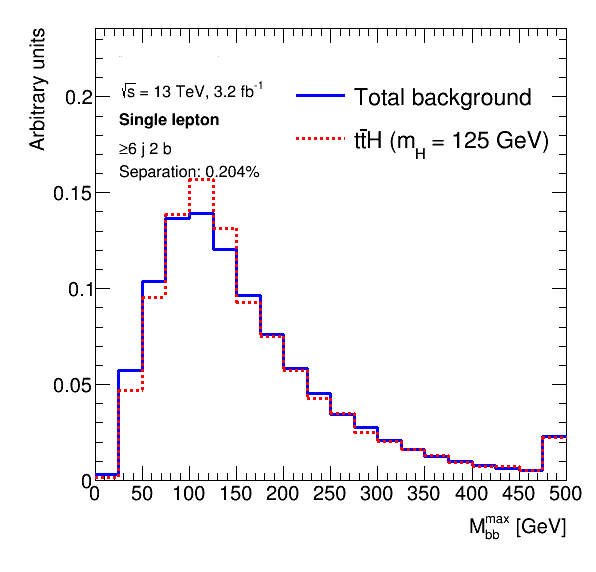 Arbitrary units
√s = 13 TeV, 3.2 fb⁻¹
Single lepton
≥6 j 2 b
Separation: 0.204%
Total background
tt̄H (m_H = 125 GeV)
0.2
0.15
0.1
0.05
0
0 50 100 150 200 250 300 350 400 450 500
M_bb^max [GeV]